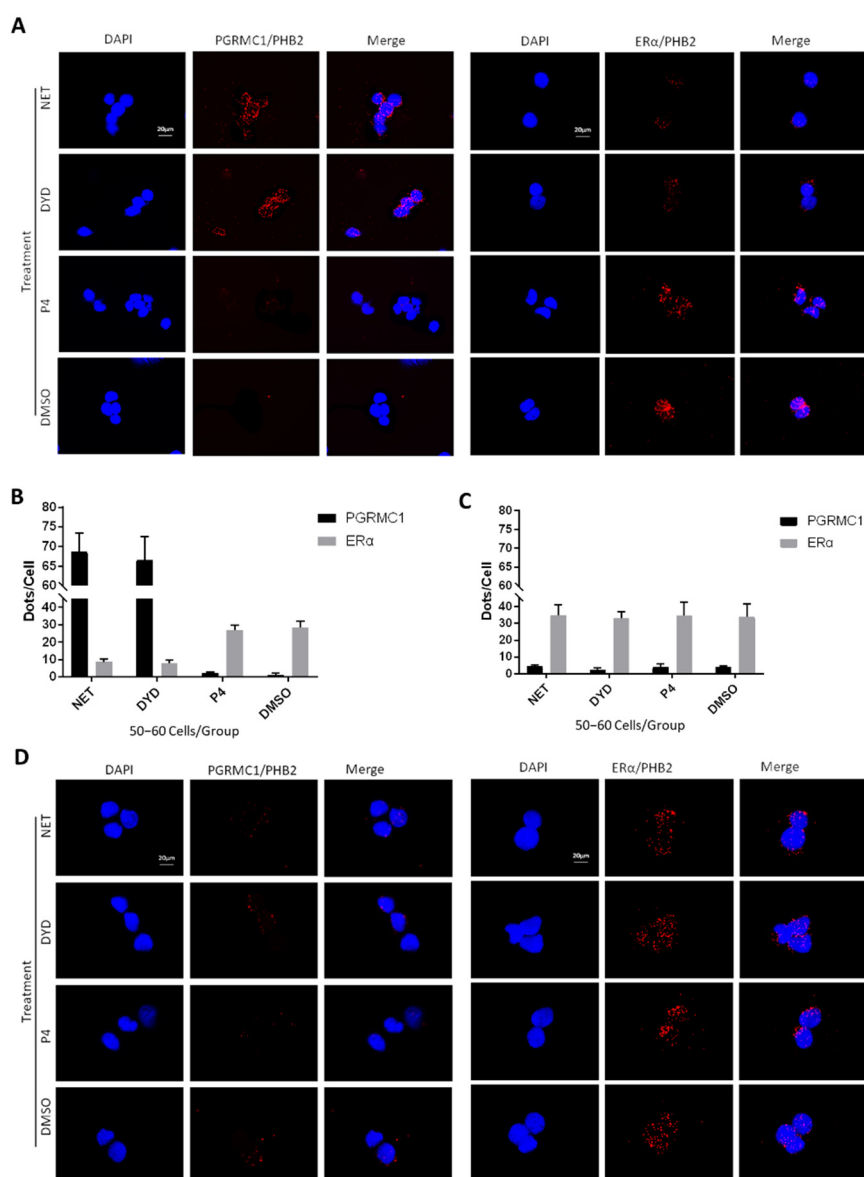 A
DAPI PGRMC1/PHB2 Merge DAPI ERα/PHB2 Merge
Treatment
NET
20µm 20µm
DYD
P4
DMSO
B
80
75
70
65
60
40
30
20
10
0
Dots/Cell
PGRMC1
ERα
NET DYD P4 DMSO
50–60 Cells/Group
C
80
75
70
65
60
50
40
30
20
10
0
Dots/Cell
PGRMC1
ERα
NET DYD P4 DMSO
50–60 Cells/Group
D
DAPI PGRMC1/PHB2 Merge DAPI ERα/PHB2 Merge
Treatment
NET
20µm 20µm
DYD
P4
DMSO